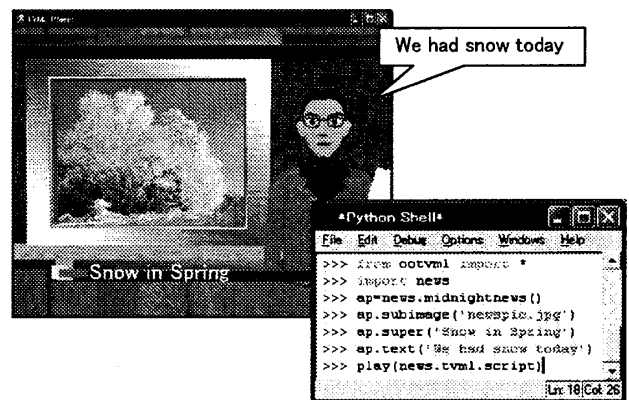 TVML Player
We had snow today
Snow in Spring
*Python Shell*
File Edit Debug Options Windows Help
>>> from ootvml import *
>>> import news
>>> ap=news.midnightnews()
>>> ap.subimage('newspic.jpg')
>>> ap.super('Snow in Spring')
>>> ap.text('We had snow today')
>>> play(news.tvml.script)
Ln: 18 Col: 26